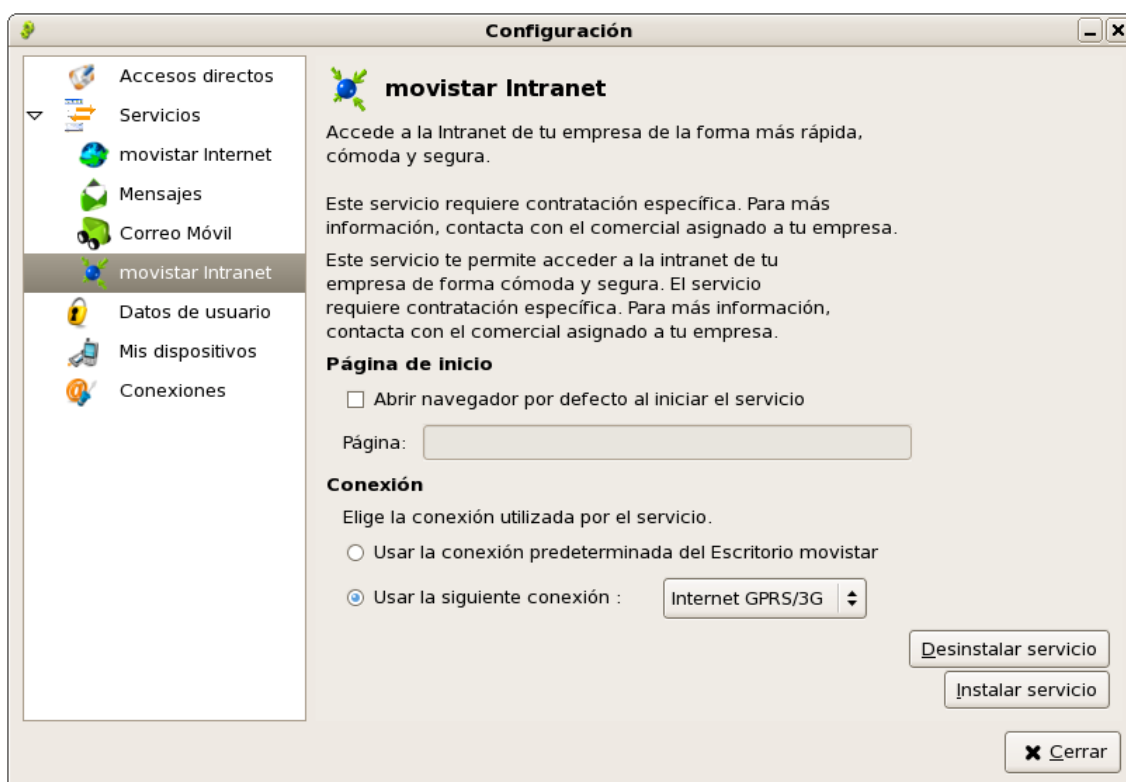 Configuración
Accesos directos
Servicios
movistar Internet
Mensajes
Correo Móvil
movistar Intranet
Datos de usuario
Mis dispositivos
Conexiones
movistar Intranet
Accede a la Intranet de tu empresa de la forma más rápida,
cómoda y segura.
Este servicio requiere contratación específica. Para más
información, contacta con el comercial asignado a tu empresa.
Este servicio te permite acceder a la intranet de tu
empresa de forma cómoda y segura. El servicio
requiere contratación específica. Para más información,
contacta con el comercial asignado a tu empresa.
Página de inicio
Abrir navegador por defecto al iniciar el servicio
Página:
Conexión
Elige la conexión utilizada por el servicio.
Usar la conexión predeterminada del Escritorio movistar
Usar la siguiente conexión :
Internet GPRS/3G
Desinstalar servicio
Instalar servicio
Cerrar